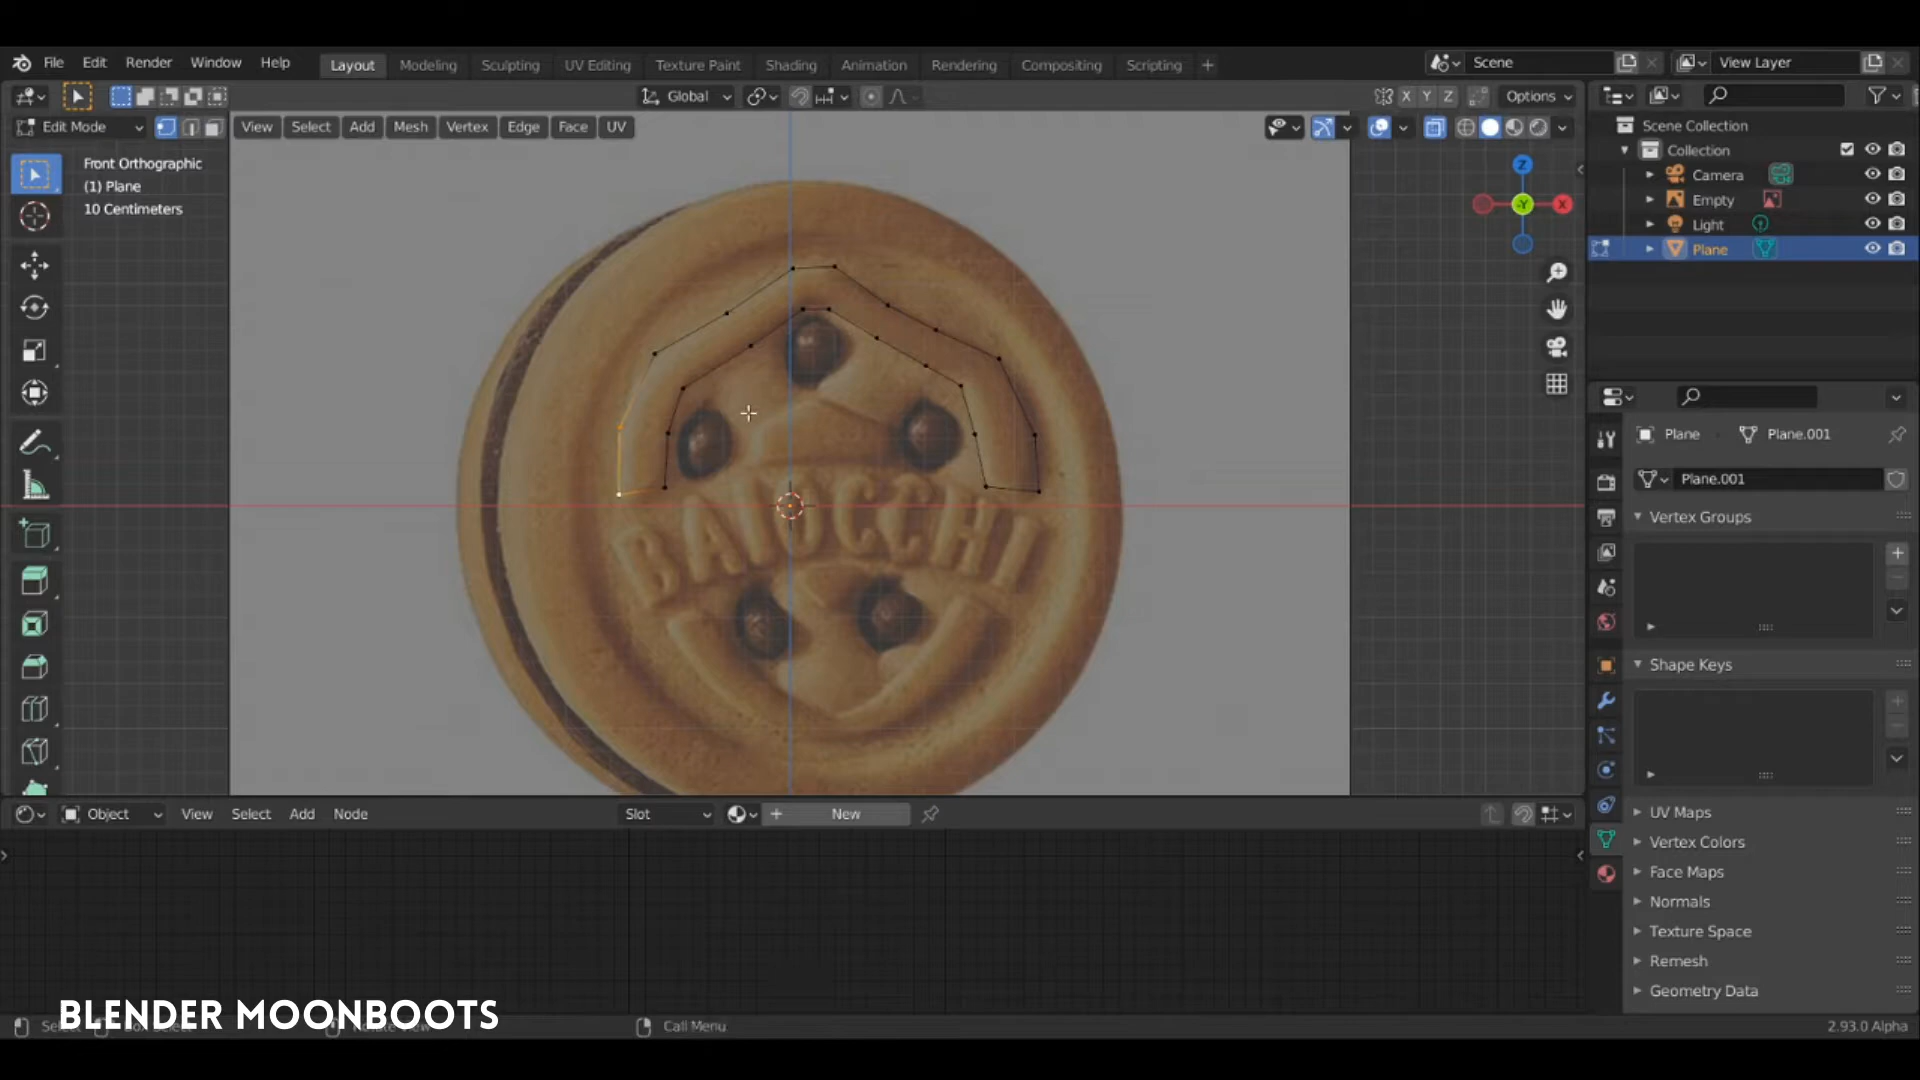 File Edit Render Window Help Layout Modeling Sculpting UV Editing Texture Paint Shading Animation Rendering Compositing Scripting + Scene View Layer
Global X Y Z Options
Edit Mode View Select Add Mesh Vertex Edge Face UV
Front Orthographic
(1) Plane
10 Centimeters
Z
-Y X
BAIOCCHI
Scene Collection
Collection
Camera
Empty
Light
Plane
Plane Plane.001
Plane.001
Vertex Groups
Shape Keys
UV Maps
Vertex Colors
Face Maps
Normals
Texture Space
Remesh
Geometry Data
Object View Select Add Node Slot + New
BLENDER MOONBOOTS
Call Menu
2.93.0 Alpha